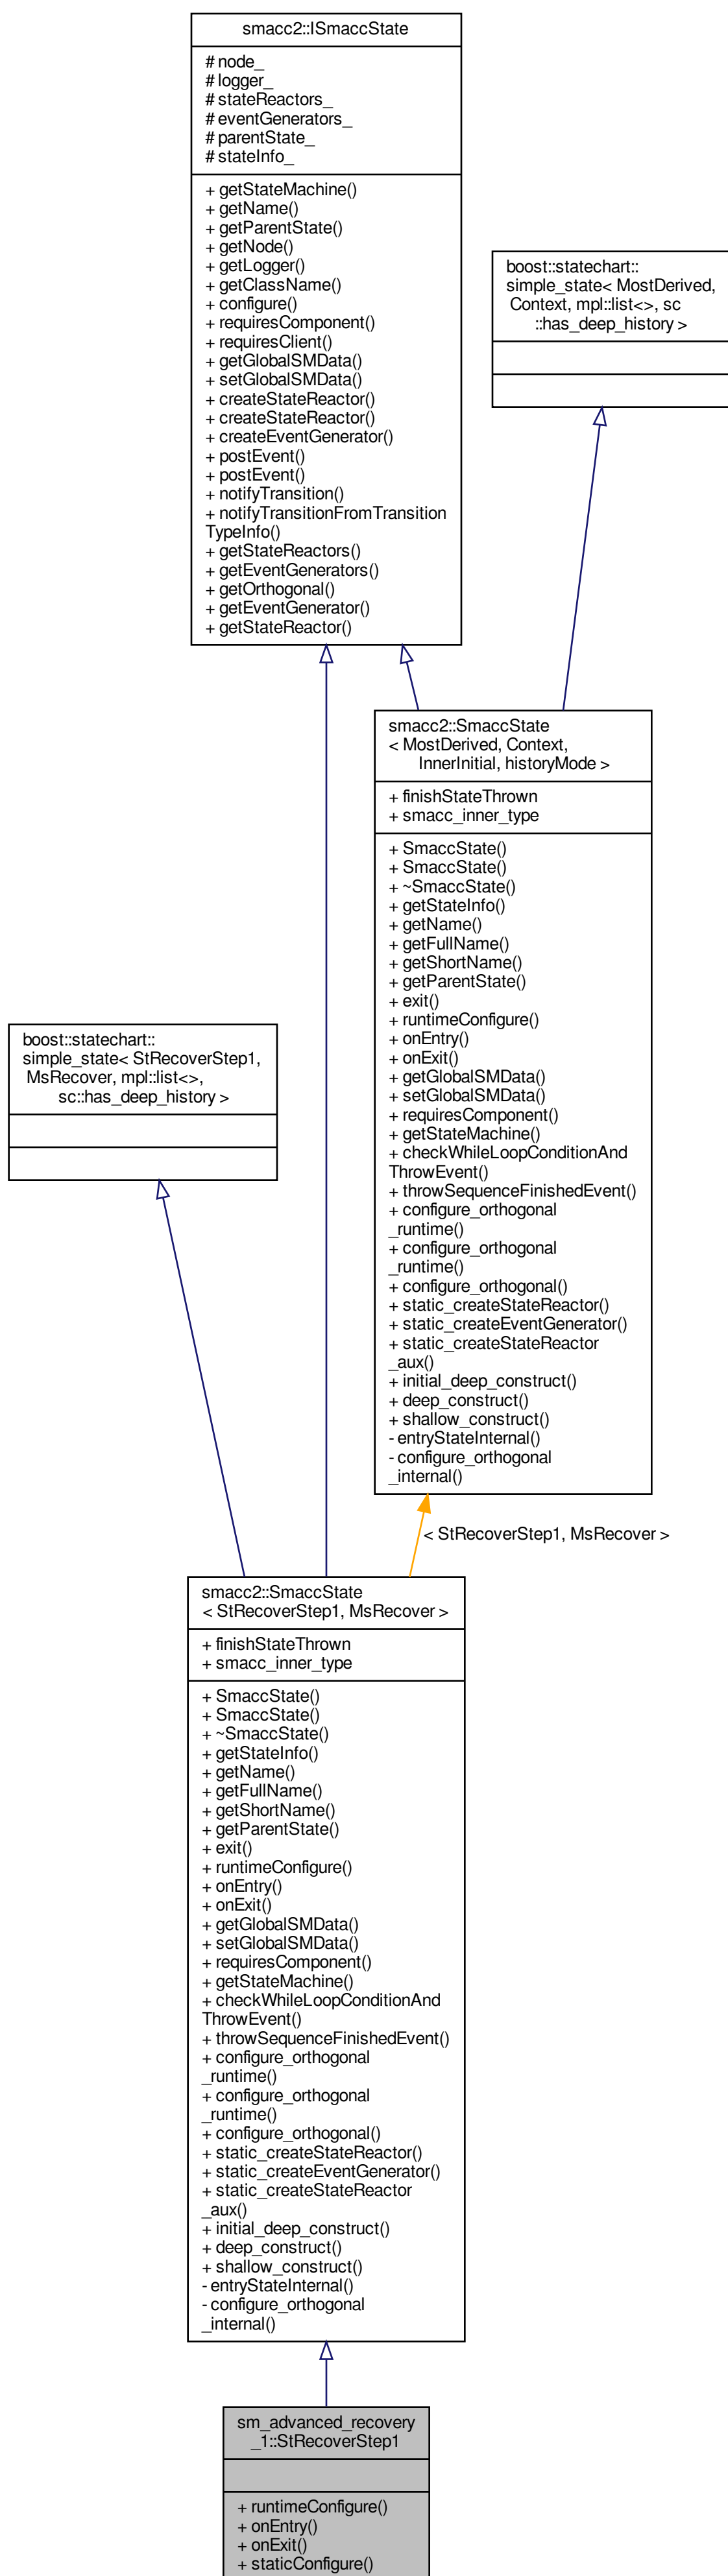 smacc2::ISmaccState
# node_
# logger_
# stateReactors_
# eventGenerators_
# parentState_
# stateInfo_
+ getStateMachine()
+ getName()
+ getParentState()
+ getNode()
+ getLogger()
+ getClassName()
+ configure()
+ requiresComponent()
+ requiresClient()
+ getGlobalSMData()
+ setGlobalSMData()
+ createStateReactor()
+ createStateReactor()
+ createEventGenerator()
+ postEvent()
+ postEvent()
+ notifyTransition()
+ notifyTransitionFromTransition
TypeInfo()
+ getStateReactors()
+ getEventGenerators()
+ getOrthogonal()
+ getEventGenerator()
+ getStateReactor()
boost::statechart::
simple_state< MostDerived,
Context, mpl::list<>, sc
::has_deep_history >
smacc2::SmaccState
< MostDerived, Context,
InnerInitial, historyMode >
+ finishStateThrown
+ smacc_inner_type
+ SmaccState()
+ SmaccState()
+ ~SmaccState()
+ getStateInfo()
+ getName()
+ getFullName()
+ getShortName()
+ getParentState()
+ exit()
+ runtimeConfigure()
+ onEntry()
+ onExit()
+ getGlobalSMData()
+ setGlobalSMData()
+ requiresComponent()
+ getStateMachine()
+ checkWhileLoopConditionAnd
ThrowEvent()
+ throwSequenceFinishedEvent()
+ configure_orthogonal
_runtime()
+ configure_orthogonal
_runtime()
+ configure_orthogonal()
+ static_createStateReactor()
+ static_createEventGenerator()
+ static_createStateReactor
_aux()
+ initial_deep_construct()
+ deep_construct()
+ shallow_construct()
- entryStateInternal()
- configure_orthogonal
_internal()
boost::statechart::
simple_state< StRecoverStep1,
MsRecover, mpl::list<>,
sc::has_deep_history >
< StRecoverStep1, MsRecover >
smacc2::SmaccState
< StRecoverStep1, MsRecover >
+ finishStateThrown
+ smacc_inner_type
+ SmaccState()
+ SmaccState()
+ ~SmaccState()
+ getStateInfo()
+ getName()
+ getFullName()
+ getShortName()
+ getParentState()
+ exit()
+ runtimeConfigure()
+ onEntry()
+ onExit()
+ getGlobalSMData()
+ setGlobalSMData()
+ requiresComponent()
+ getStateMachine()
+ checkWhileLoopConditionAnd
ThrowEvent()
+ throwSequenceFinishedEvent()
+ configure_orthogonal
_runtime()
+ configure_orthogonal
_runtime()
+ configure_orthogonal()
+ static_createStateReactor()
+ static_createEventGenerator()
+ static_createStateReactor
_aux()
+ initial_deep_construct()
+ deep_construct()
+ shallow_construct()
- entryStateInternal()
- configure_orthogonal
_internal()
sm_advanced_recovery
_1::StRecoverStep1
+ runtimeConfigure()
+ onEntry()
+ onExit()
+ staticConfigure()